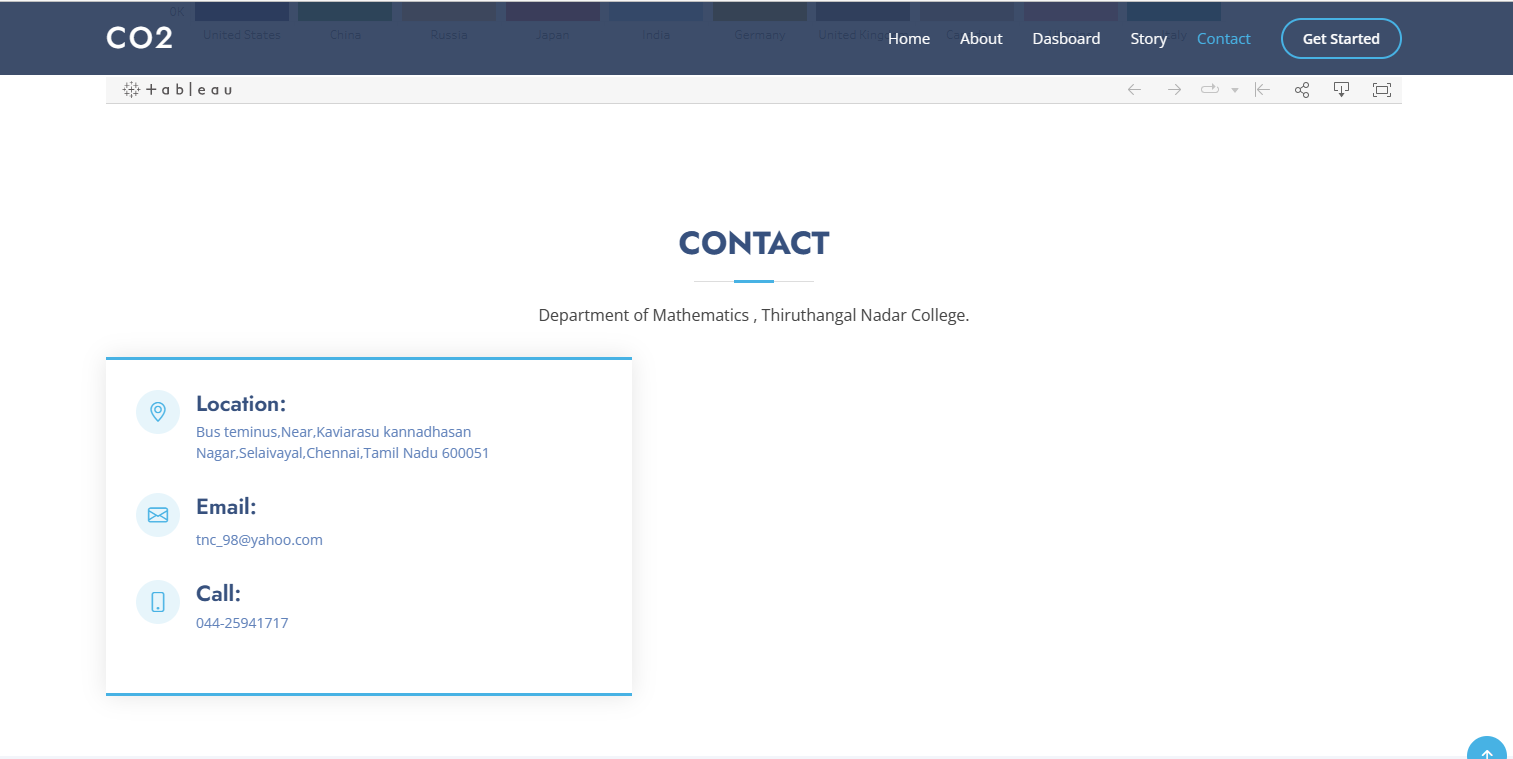 0K
United States China Russia Japan India Germany United Kingdom
CO2 Home About Dasboard Story Contact Get Started
+ableau
CONTACT
Department of Mathematics , Thiruthangal Nadar College.
Location:
Bus teminus,Near,Kaviarasu kannadhasan
Nagar,Selaivayal,Chennai,Tamil Nadu 600051
Email:
tnc_98@yahoo.com
Call:
044-25941717